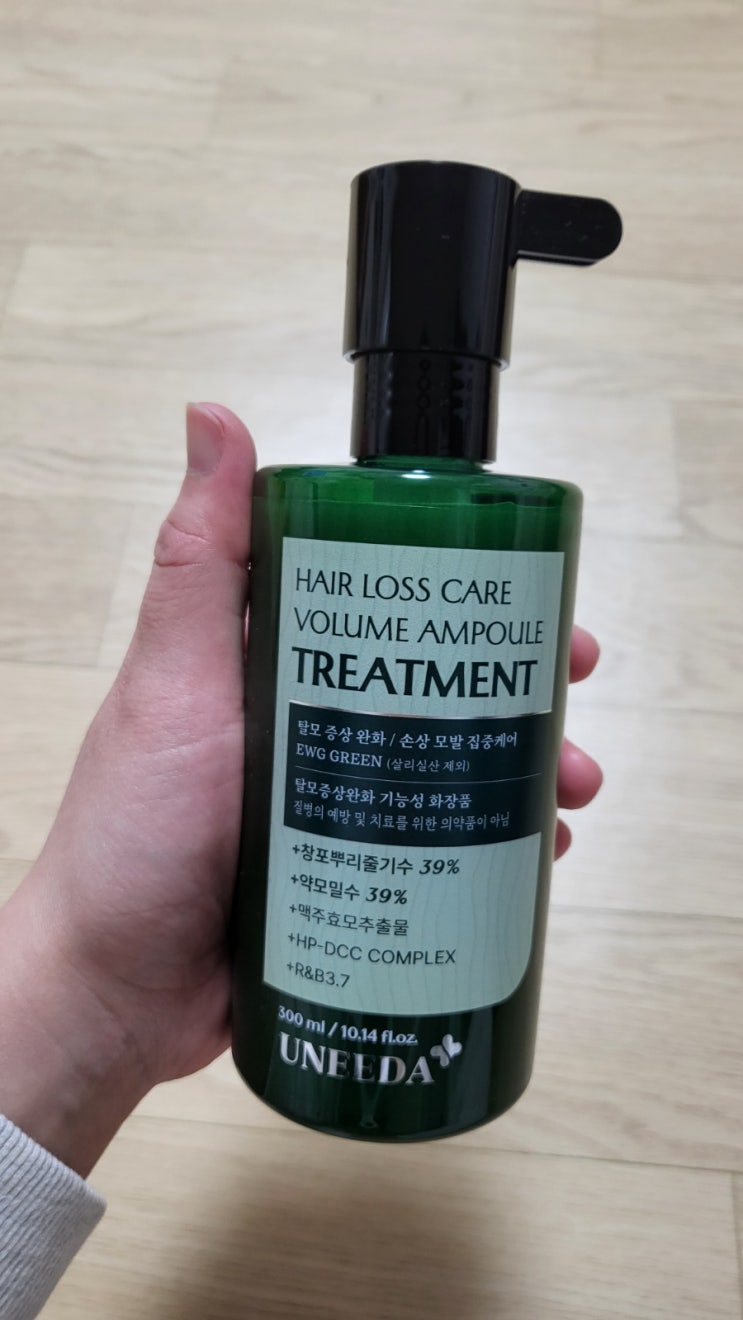 HAIR LOSS CARE
VOLUME AMPOULE
TREATMENT
탈모 증상 완화 / 손상 모발 집중케어
EWG GREEN (살리실산 제외)
탈모증상완화 기능성 화장품
질병의 예방 및 치료를 위한 의약품이 아님
+창포뿌리줄기수 39%
+약모밀수 39%
+맥주효모추출물
+HP-DCC COMPLEX
+R&B3.7
300 ml / 10.14 fl.oz.
UNEEDA